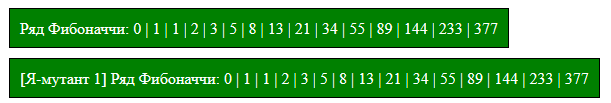 Ряд Фибоначчи: 0 | 1 | 1 | 2 | 3 | 5 | 8 | 13 | 21 | 34 | 55 | 89 | 144 | 233 | 377
[Я-мутант 1] Ряд Фибоначчи: 0 | 1 | 1 | 2 | 3 | 5 | 8 | 13 | 21 | 34 | 55 | 89 | 144 | 233 | 377